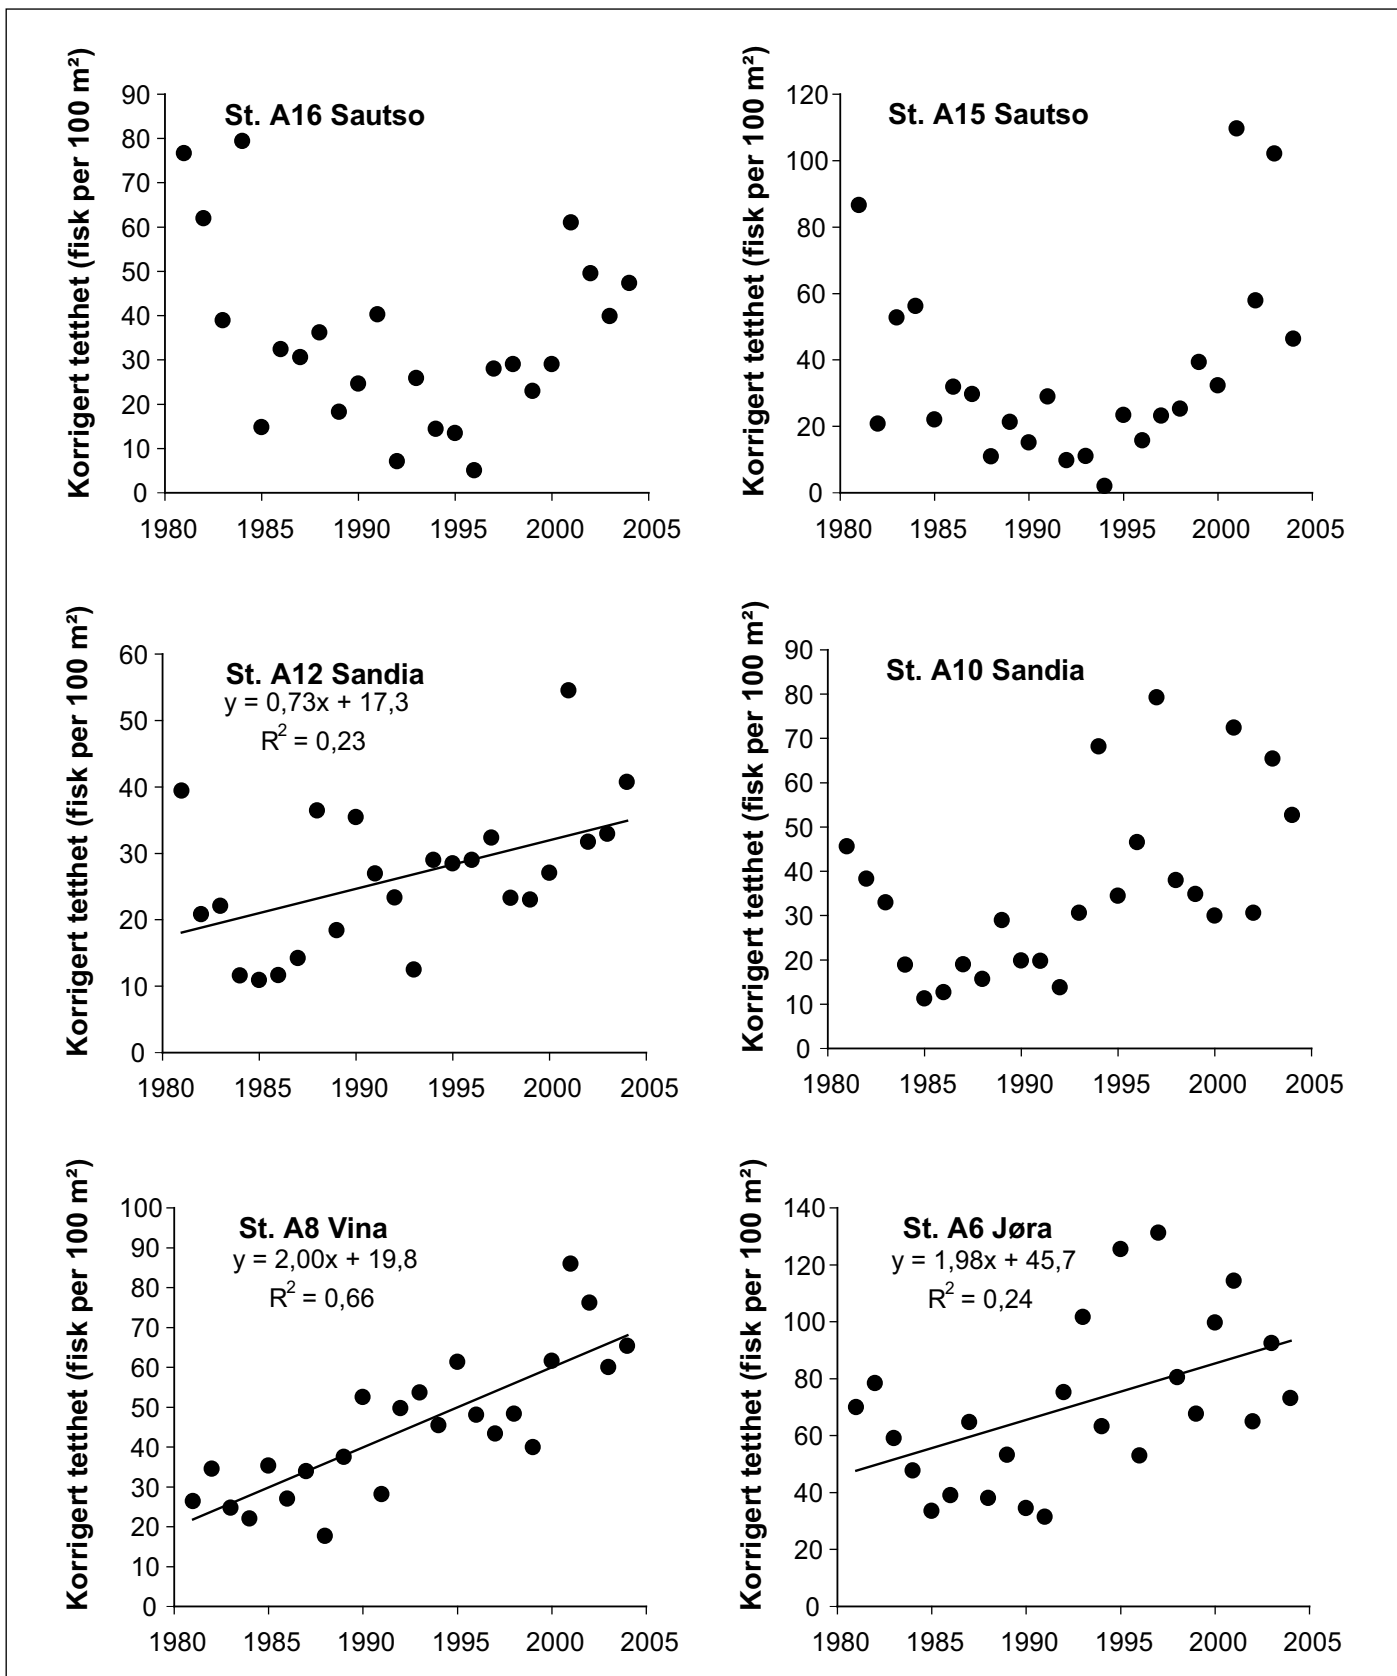 Korrigert tetthet (fisk per 100 m²)
St. A16 Sautso
90
80
70
60
50
40
30
20
10
0
1980 1985 1990 1995 2000 2005
Korrigert tetthet (fisk per 100 m²)
St. A15 Sautso
120
100
80
60
40
20
0
1980 1985 1990 1995 2000 2005
Korrigert tetthet (fisk per 100 m²)
St. A12 Sandia
y = 0,73x + 17,3
R² = 0,23
60
50
40
30
20
10
0
1980 1985 1990 1995 2000 2005
Korrigert tetthet (fisk per 100 m²)
St. A10 Sandia
90
80
70
60
50
40
30
20
10
0
1980 1985 1990 1995 2000 2005
Korrigert tetthet (fisk per 100 m²)
St. A8 Vina
y = 2,00x + 19,8
R² = 0,66
100
90
80
70
60
50
40
30
20
10
0
1980 1985 1990 1995 2000 2005
Korrigert tetthet (fisk per 100 m²)
St. A6 Jøra
y = 1,98x + 45,7
R² = 0,24
140
120
100
80
60
40
20
0
1980 1985 1990 1995 2000 2005